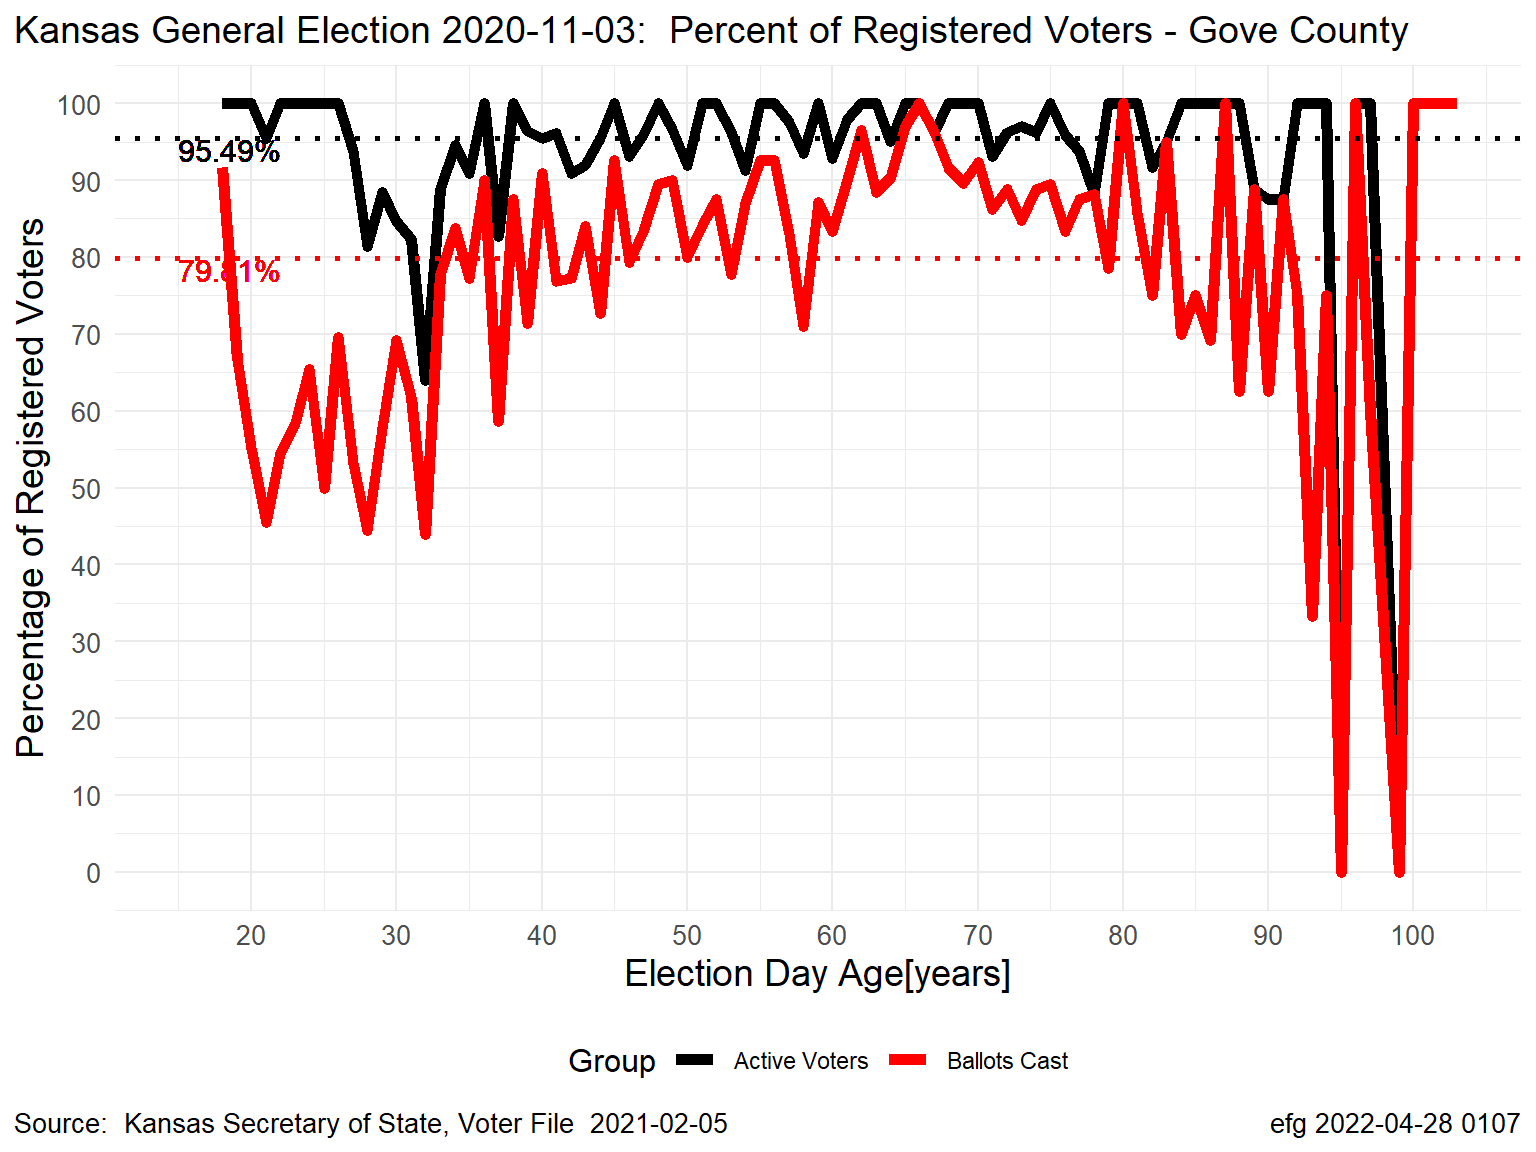 Kansas General Election 2020-11-03:  Percent of Registered Voters - Gove County
Percentage of Registered Voters
100
90
80
70
60
50
40
30
20
10
0
95.49%
79.81%
20 30 40 50 60 70 80 90 100
Election Day Age[years]
Group Active Voters Ballots Cast
Source:  Kansas Secretary of State, Voter File  2021-02-05
efg 2022-04-28 0107